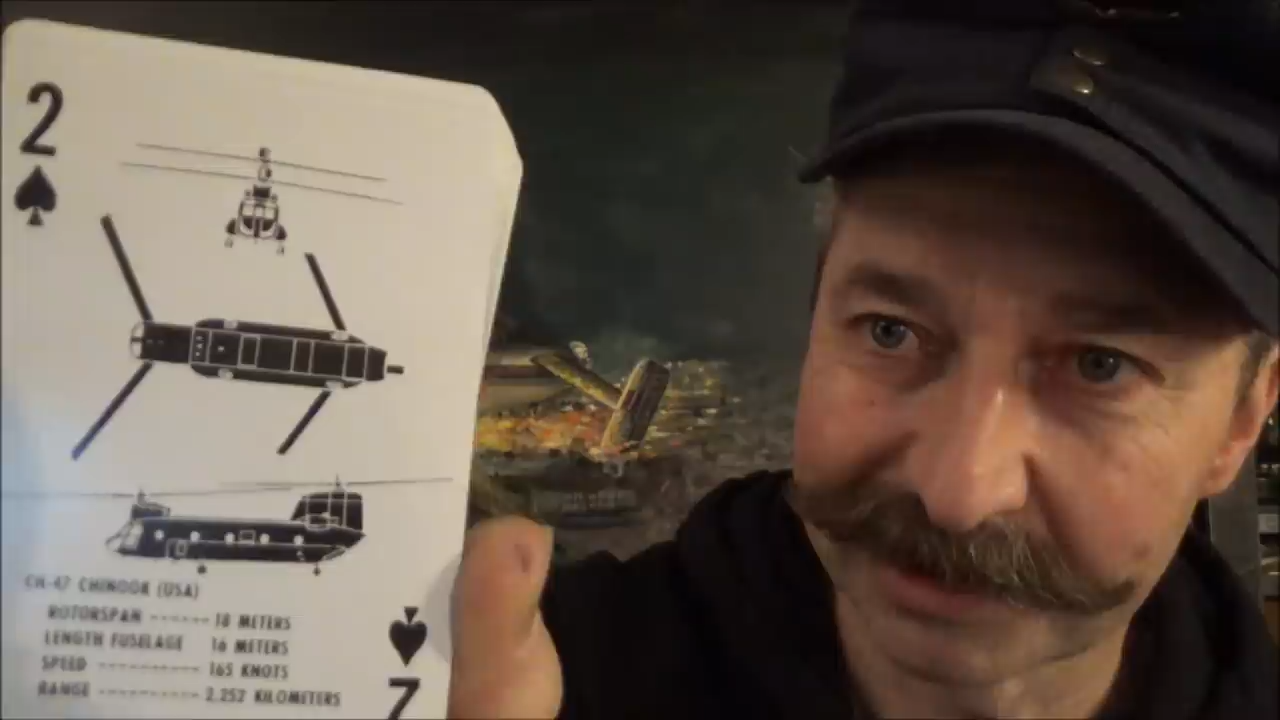 2
CH-47 CHINOOK (USA)
ROTORSPAN ------ 18 METERS
LENGTH FUSELAGE 16 METERS
SPEED ---------- 165 KNOTS
RANGE ---------- 2,252 KILOMETERS
2